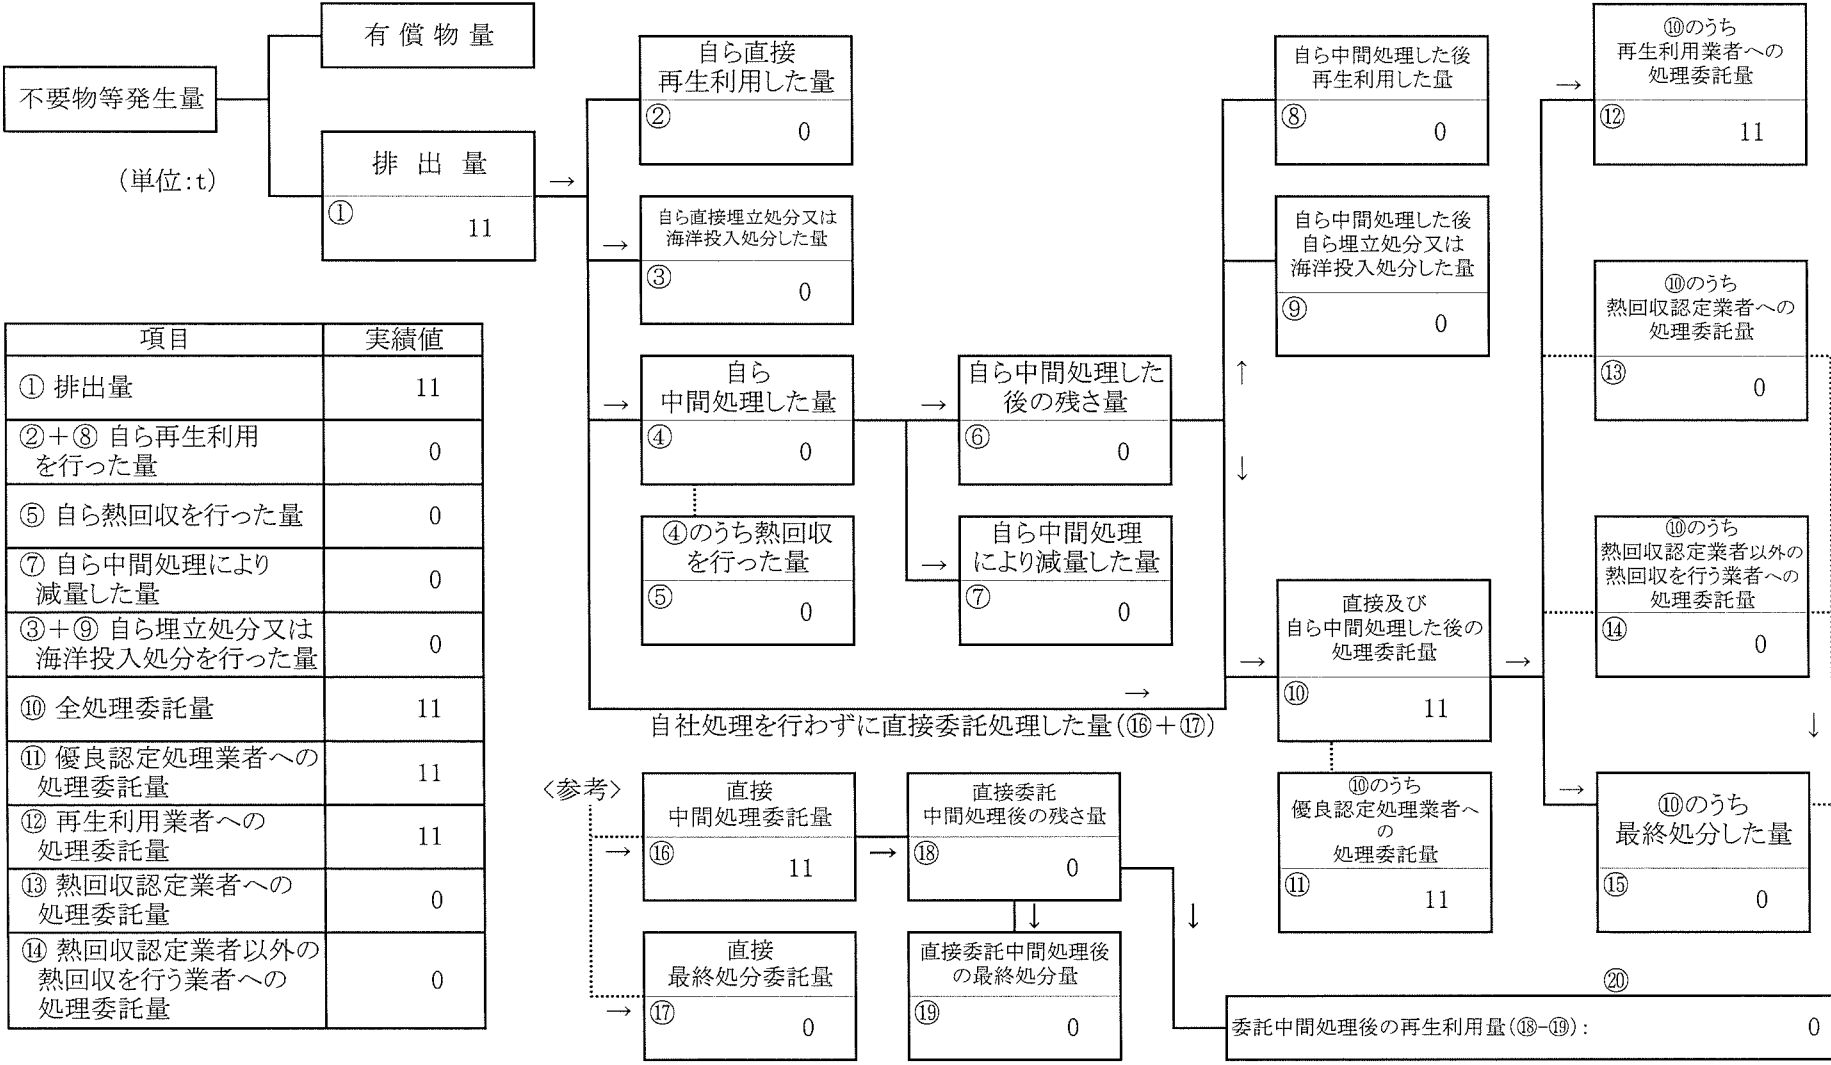 有 償 物 量
不要物等発生量
(単位:t)
排 出 量
①
11
自ら直接
再生利用した量
②
0
自ら直接埋立処分又は
海洋投入処分した量
③
0
自ら
中間処理した量
④
0
④のうち熱回収
を行った量
⑤
0
自ら中間処理した
後の残さ量
⑥
0
自ら中間処理
により減量した量
⑦
0
自ら中間処理した後
再生利用した量
⑧
0
自ら中間処理した後
自ら埋立処分又は
海洋投入処分した量
⑨
0
直接及び
自ら中間処理した後の
処理委託量
⑩
11
⑩のうち
優良認定処理業者へ
の
処理委託量
⑪
11
⑩のうち
再生利用業者への
処理委託量
⑫
11
⑩のうち
熱回収認定業者への
処理委託量
⑬
0
⑩のうち
熱回収認定業者以外の
熱回収を行う業者への
処理委託量
⑭
0
⑩のうち
最終処分した量
⑮
0
自社処理を行わずに直接委託処理した量(⑯+⑰)
<参考>
直接
中間処理委託量
⑯
11
直接
最終処分委託量
⑰
0
直接委託
中間処理後の残さ量
⑱
0
直接委託中間処理後
の最終処分量
⑲
0
⑳
委託中間処理後の再生利用量(⑱-⑲): 0
項目 実績値
① 排出量 11
②+⑧ 自ら再生利用
を行った量 0
⑤ 自ら熱回収を行った量 0
⑦ 自ら中間処理により
減量した量 0
③+⑨ 自ら埋立処分又は
海洋投入処分を行った量 0
⑩ 全処理委託量 11
⑪ 優良認定処理業者への
処理委託量 11
⑫ 再生利用業者への
処理委託量 11
⑬ 熱回収認定業者への
処理委託量 0
⑭ 熱回収認定業者以外の
熱回収を行う業者への
処理委託量 0